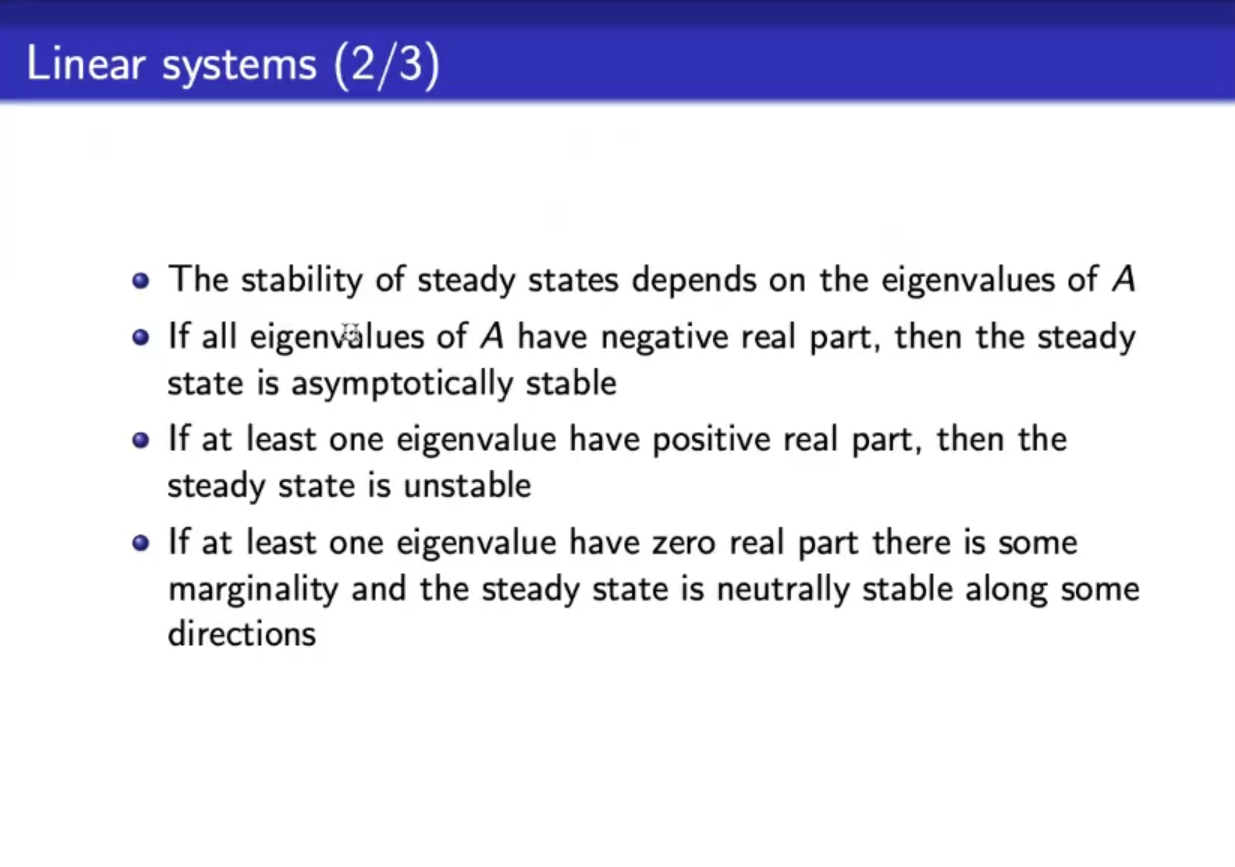 Linear systems (2/3)
The stability of steady states depends on the eigenvalues of A
If all eigenvalues of A have negative real part, then the steady
state is asymptotically stable
If at least one eigenvalue have positive real part, then the
steady state is unstable
If at least one eigenvalue have zero real part there is some
marginality and the steady state is neutrally stable along some
directions